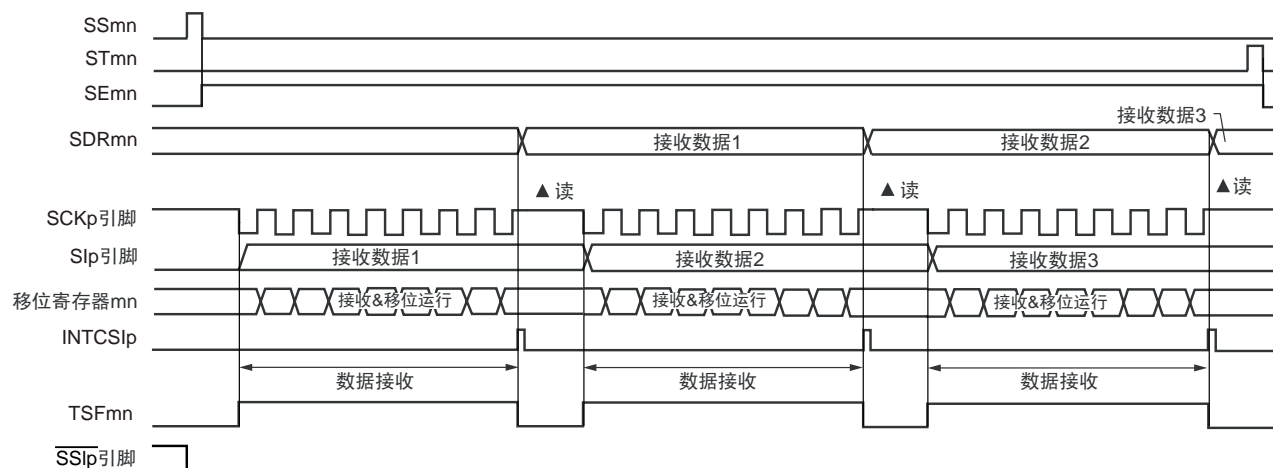 SSmn
STmn
SEmn
接收数据3
SDRmn
接收数据1
接收数据2
▲读
▲读
▲读
SCKp引脚
SIp引脚
接收数据1
接收数据2
接收数据3
移位寄存器mn
接收&移位运行
接收&移位运行
接收&移位运行
INTCSIp
数据接收
数据接收
数据接收
TSFmn
SSIp引脚